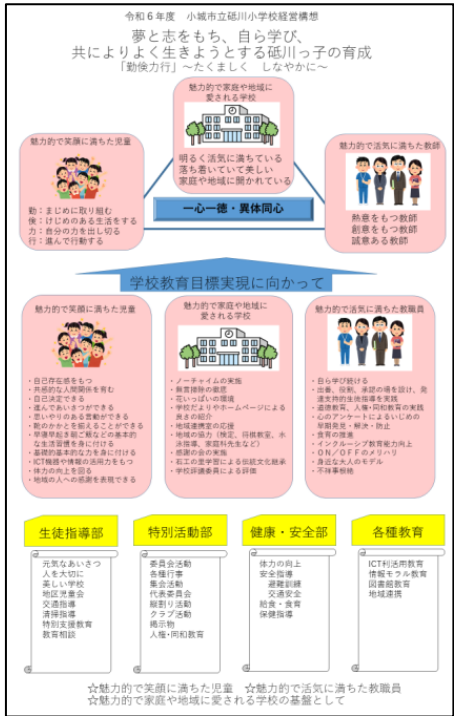 令和６年度　小城市立砥川小学校経営構想
夢と志をもち、自ら学び、
共によりよく生きようとする砥川っ子の育成
「勤倹力行」～たくましく　しなやかに～
魅力的で家庭や地域に
愛される学校
明るく活気に満ちている
落ち着いていて美しい
家庭や地域に開かれている
魅力的で笑顔に満ちた児童
勤：まじめに取り組む
倹：けじめのある生活をする
力：自分の力を出し切る
行：進んで行動する
魅力的で活気に満ちた教師
熱意をもつ教師
創意をもつ教師
誠意ある教師
一心一徳・異体同心
学校教育目標実現に向かって
魅力的で笑顔に満ちた児童
・自己存在感をもつ
・共感的な人間関係を育む
・自己決定できる
・進んであいさつができる
・思いやりのある言動ができる
・靴のかかとを揃えることができる
・早寝早起き朝ご飯などの基本的
な生活習慣を身に付ける
・基礎的基本的な力を身に付ける
・ICT機器や情報の活用力をもつ
・体力の向上を図る
・地域の人への感謝を表現できる
魅力的で家庭や地域に
愛される学校
・ノーチャイムの実施
・無言掃除の徹底
・花いっぱいの環境
・学校だよりやホームページによる
良さの紹介
・地域連携室の応援
・地域の協力（検定、将棋教室、水
泳指導、家庭科先生など）
・感謝の会の実施
・石工の里学習による伝統文化継承
・学校評議員による評価
魅力的で活気に満ちた教職員
・自ら学び続ける
・出番、役割、承認の場を設け、発
達支持的生徒指導を実践
・道徳教育、人権・同和教育の実践
・心のアンケートによるいじめの
早期発見・解決・防止
・食育の推進
・インクルーシブ教育能力向上
・ON／OFFのメリハリ
・身近な大人のモデル
・不祥事根絶
生徒指導部
元気なあいさつ
人を大切に
美しい学校
地区児童会
交通指導
清掃指導
特別支援教育
教育相談
特別活動部
委員会活動
各種行事
集会活動
代表委員会
縦割り活動
クラブ活動
掲示物
人権・同和教育
健康・安全部
体力の向上
安全指導
避難訓練
交通安全
給食・食育
保健指導
各種教育
ICT利活用教育
情報モラル教育
図書館教育
地域連携
☆魅力的で笑顔に満ちた児童　☆魅力的で活気に満ちた教職員
☆魅力的で家庭や地域に愛される学校の基盤として